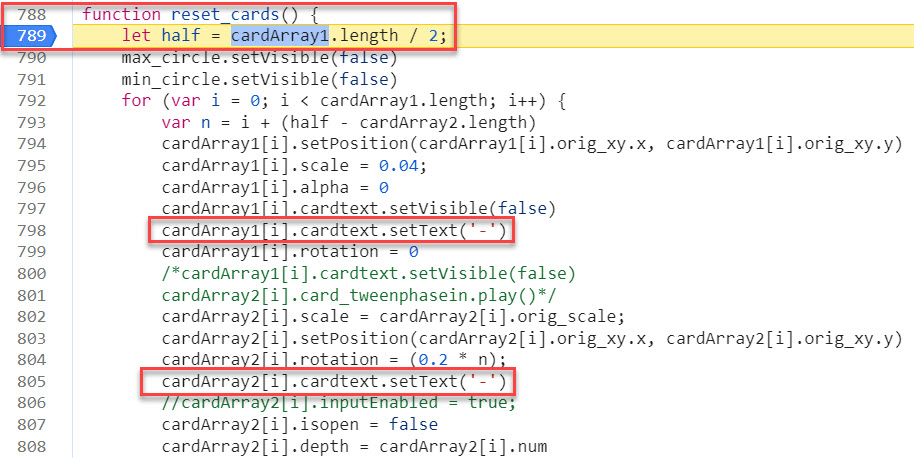 788 function reset_cards() {
789 let half = cardArray1.length / 2;
790 max_circle.setVisible(false)
791 min_circle.setVisible(false)
792 for (var i = 0; i < cardArray1.length; i++) {
793 var n = i + (half - cardArray2.length)
794 cardArray1[i].setPosition(cardArray1[i].orig_xy.x, cardArray1[i].orig_xy.y)
795 cardArray1[i].scale = 0.04;
796 cardArray1[i].alpha = 0
797 cardArray1[i].cardtext.setVisible(false)
798 cardArray1[i].cardtext.setText('-')
799 cardArray1[i].rotation = 0
800 /*cardArray1[i].cardtext.setVisible(false)
801 cardArray2[i].card_tweenphasein.play()*/
802 cardArray2[i].scale = cardArray2[i].orig_scale;
803 cardArray2[i].setPosition(cardArray2[i].orig_xy.x, cardArray2[i].orig_xy.y)
804 cardArray2[i].rotation = (0.2 * n);
805 cardArray2[i].cardtext.setText('-')
806 //cardArray2[i].inputEnabled = true;
807 cardArray2[i].isopen = false
808 cardArray2[i].depth = cardArray2[i].num